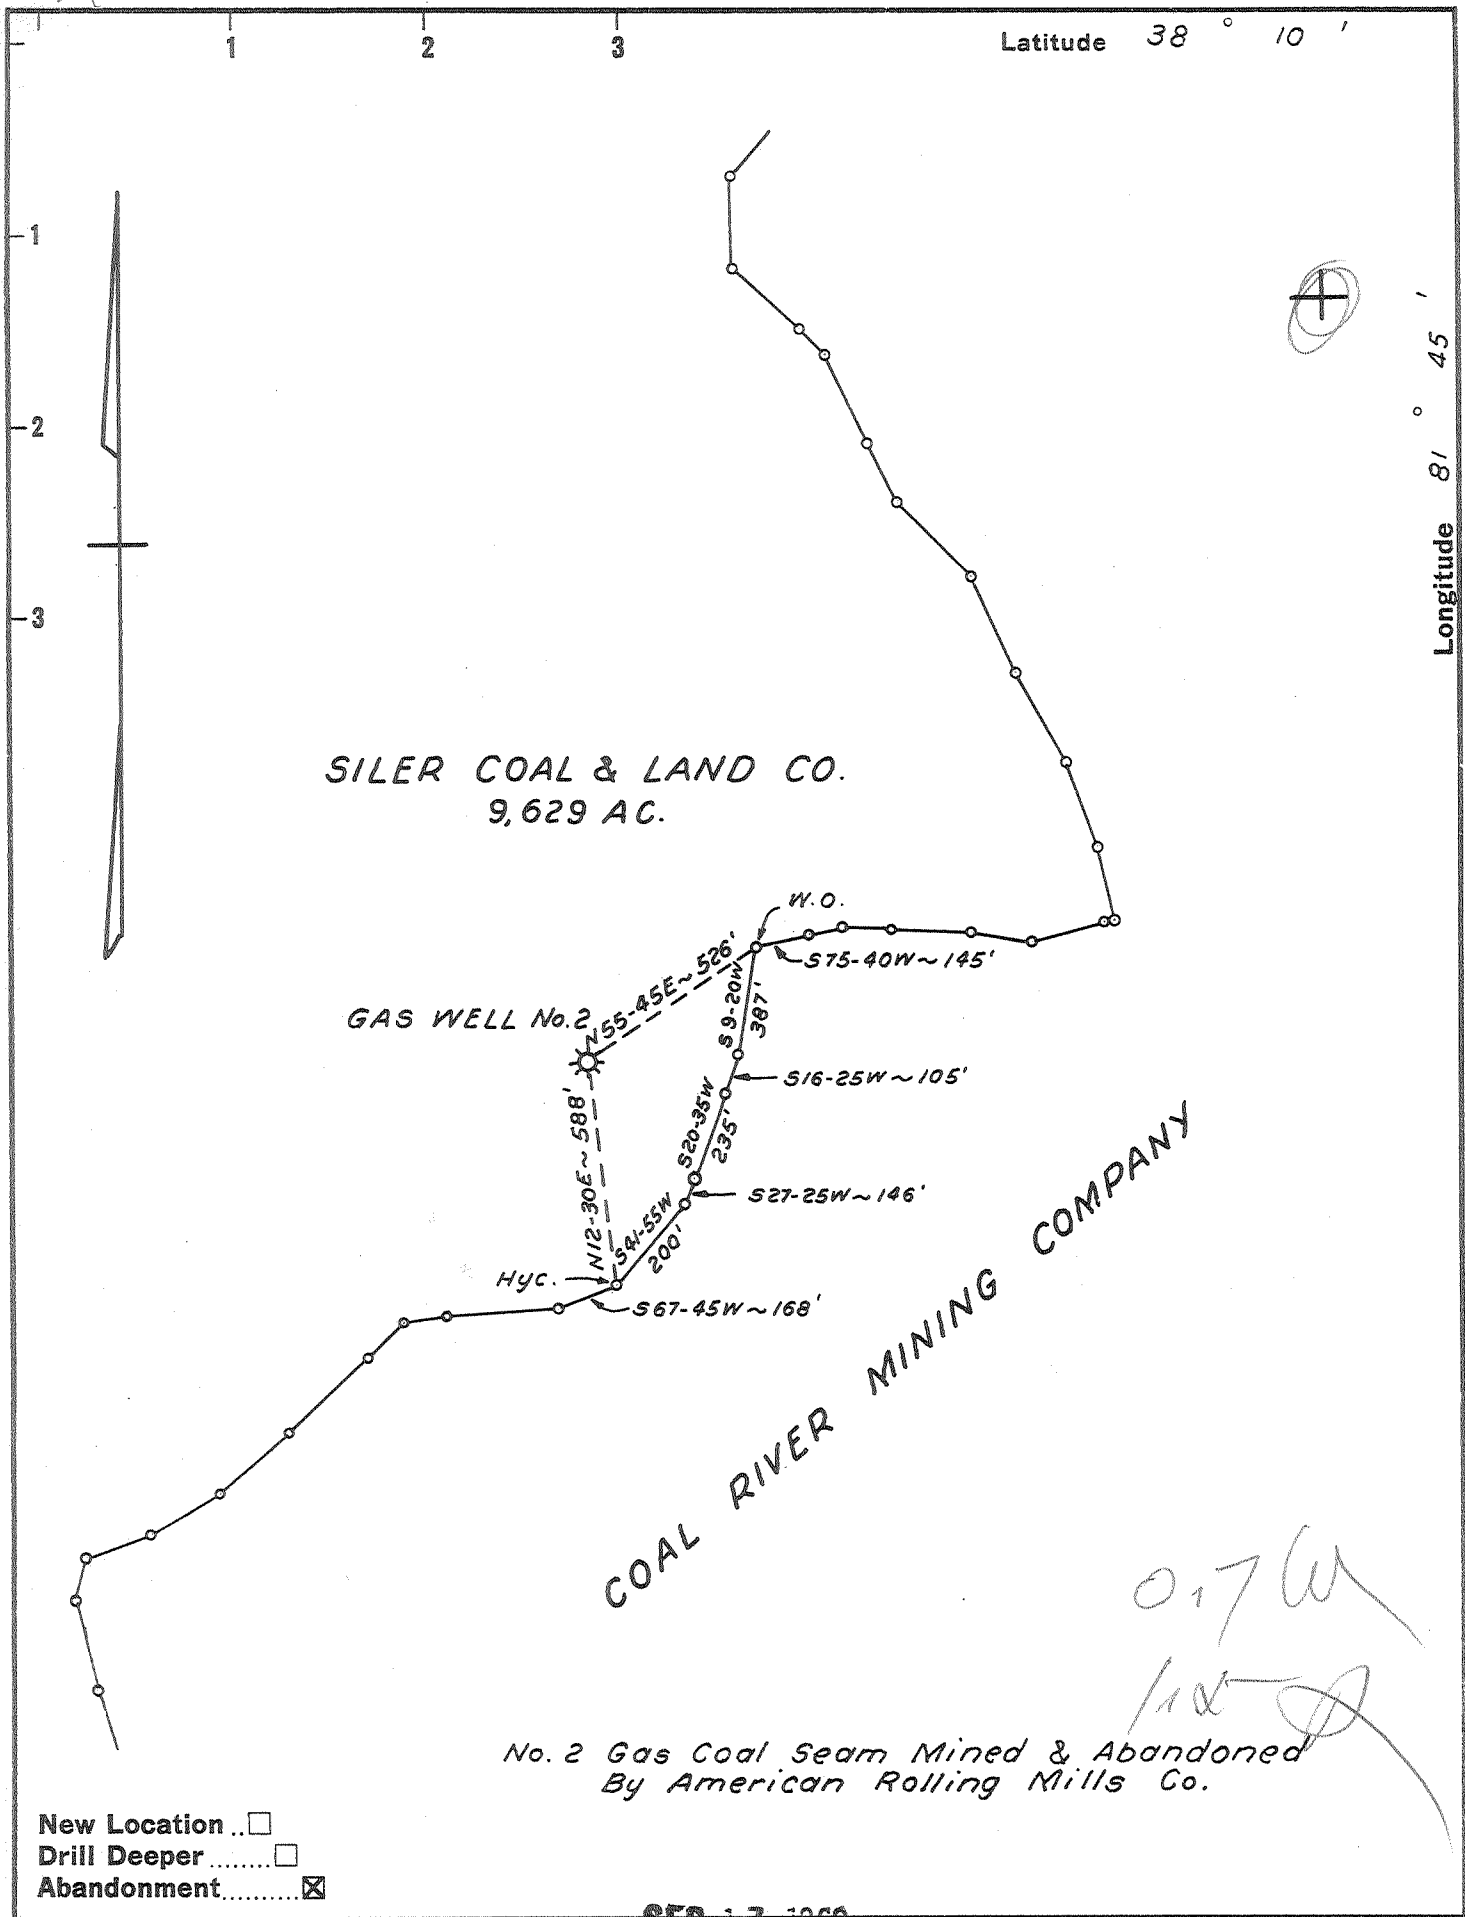 1
2
3
Latitude 38 ° 10 '
1
2
3
Longitude 81 ° 45 '
SILER COAL & LAND CO.
9,629 AC.
W.O.
S75-40W~145'
N55-45E~526'
GAS WELL No.2
S9-20W
387'
S16-25W~105'
S20-35W
235'
S27-25W~146'
N12-30E~588'
S41-55W
200'
Hyc.
S67-45W~168'
COAL RIVER MINING COMPANY
No. 2 Gas Coal Seam Mined & Abandoned
By American Rolling Mills Co.
New Location ..☐
Drill Deeper ........☐
Abandonment..........☒
SEP 17